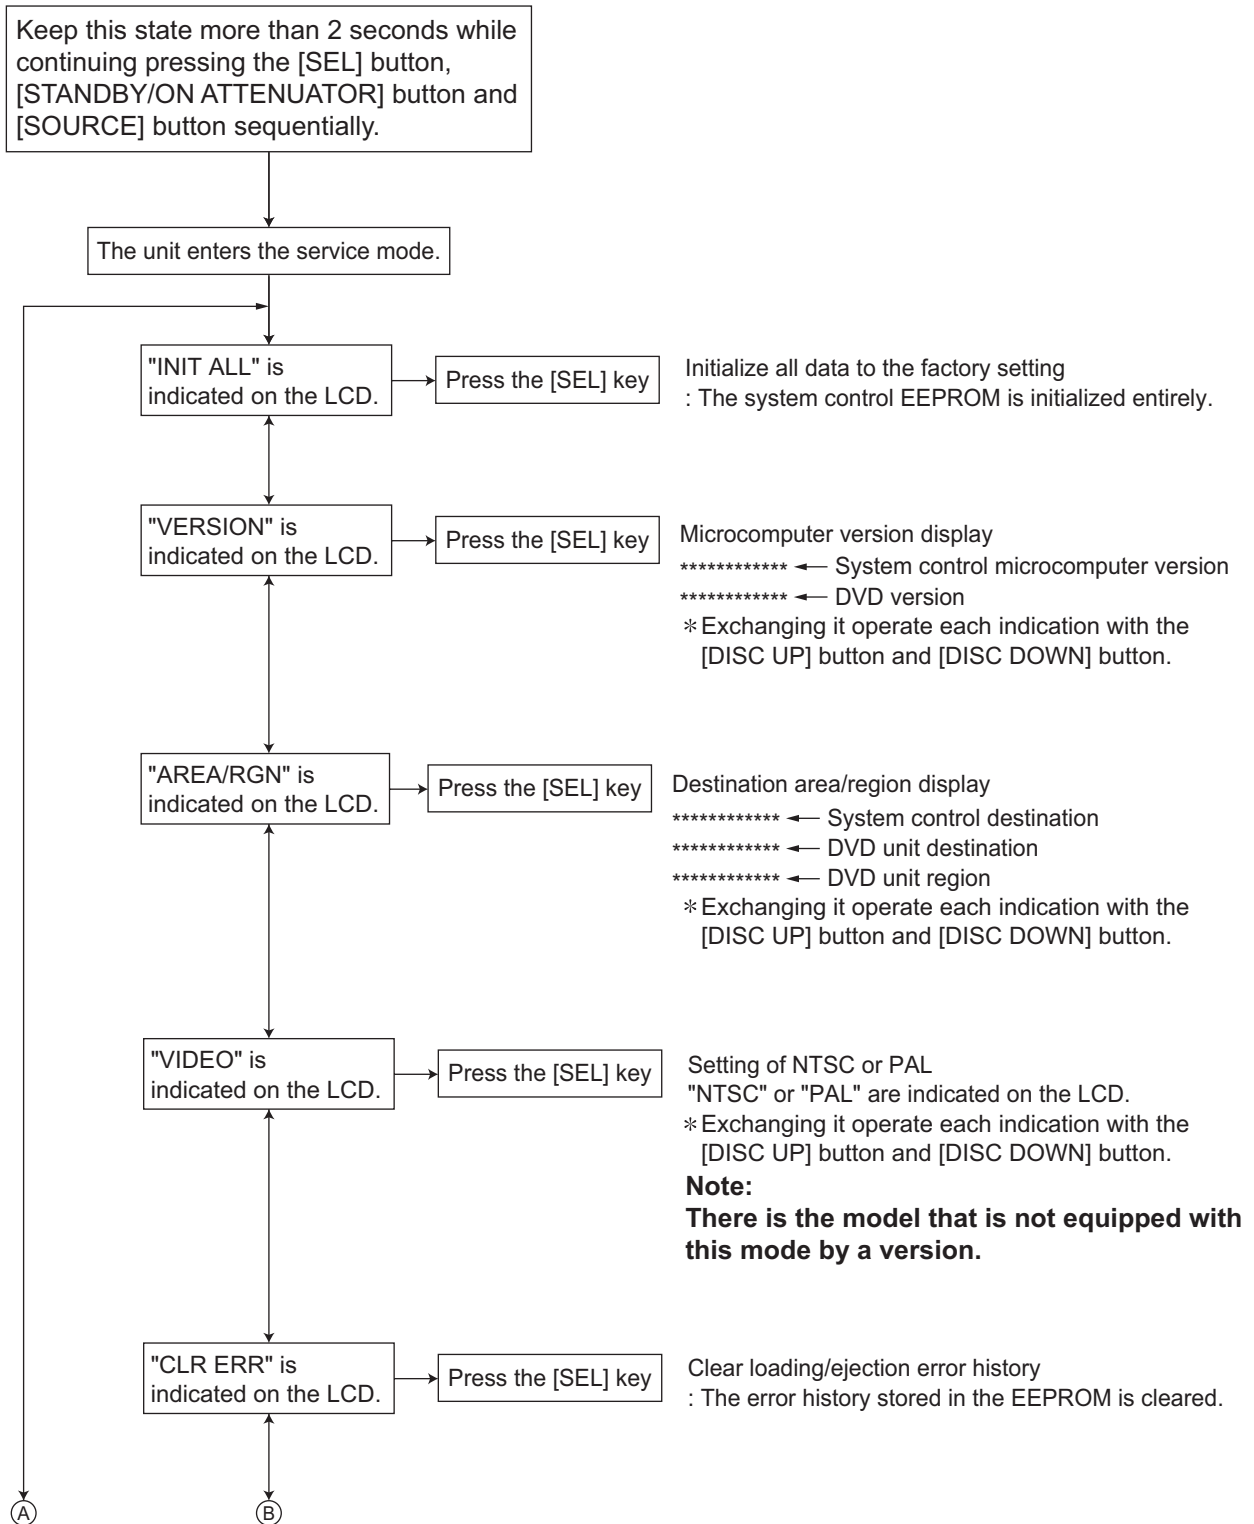 Keep this state more than 2 seconds while
continuing pressing the [SEL] button,
[STANDBY/ON ATTENUATOR] button and
[SOURCE] button sequentially.
The unit enters the service mode.
"INIT ALL" is
indicated on the LCD.
Press the [SEL] key
Initialize all data to the factory setting
: The system control EEPROM is initialized entirely.
"VERSION" is
indicated on the LCD.
Press the [SEL] key
Microcomputer version display
************ System control microcomputer version
************ DVD version
*Exchanging it operate each indication with the
[DISC UP] button and [DISC DOWN] button.
"AREA/RGN" is
indicated on the LCD.
Press the [SEL] key
Destination area/region display
************ System control destination
************ DVD unit destination
************ DVD unit region
*Exchanging it operate each indication with the
[DISC UP] button and [DISC DOWN] button.
"VIDEO" is
indicated on the LCD.
Press the [SEL] key
Setting of NTSC or PAL
"NTSC" or "PAL" are indicated on the LCD.
*Exchanging it operate each indication with the
[DISC UP] button and [DISC DOWN] button.
Note:
There is the model that is not equipped with
this mode by a version.
"CLR ERR" is
indicated on the LCD.
Press the [SEL] key
Clear loading/ejection error history
: The error history stored in the EEPROM is cleared.
A
B